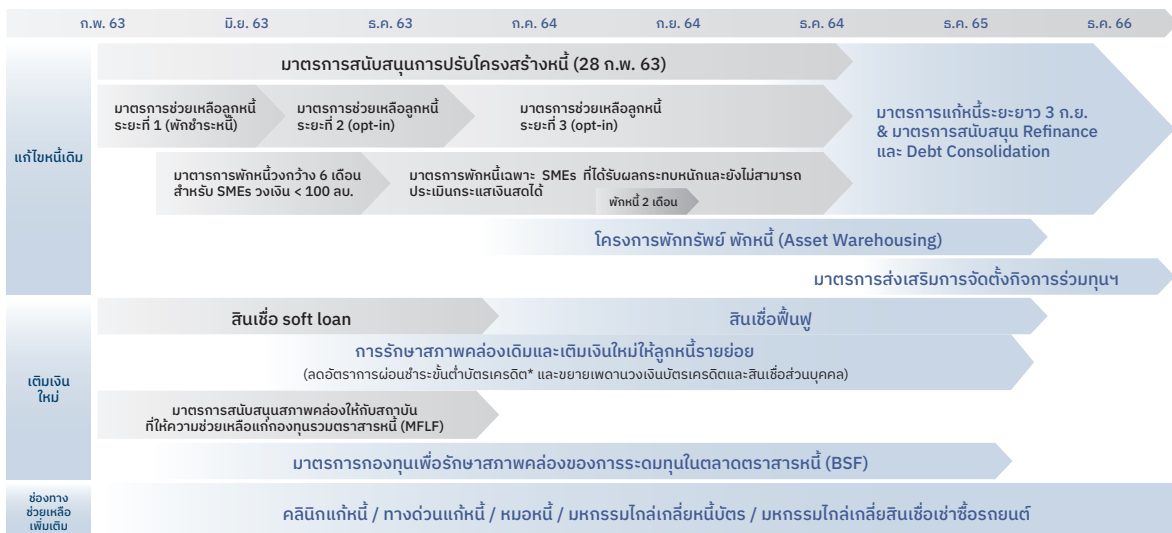 ก.พ. 63 มิ.ย. 63 ธ.ค. 63 ก.ค. 64 ก.ย. 64 ธ.ค. 64 ธ.ค. 65 ธ.ค. 66
แก้ไขหนี้เดิม
มาตรการสนับสนุนการปรับโครงสร้างหนี้ (28 ก.พ. 63)
มาตรการช่วยเหลือลูกหนี้
ระยะที่ 1 (พักชำระหนี้)
มาตรการช่วยเหลือลูกหนี้
ระยะที่ 2 (opt-in)
มาตรการช่วยเหลือลูกหนี้
ระยะที่ 3 (opt-in)
มาตรการแก้หนี้ระยะยาว 3 ก.ย.
& มาตรการสนับสนุน Refinance
และ Debt Consolidation
มาตารการพักหนี้วงกว้าง 6 เดือน
สำหรับ SMEs วงเงิน < 100 ลบ.
มาตรการพักหนี้เฉพาะ SMEs ที่ได้รับผลกระทบหนักและยังไม่สามารถ
ประเมินกระแสเงินสดได้
พักหนี้ 2 เดือน
โครงการพักทรัพย์ พักหนี้ (Asset Warehousing)
มาตรการส่งเสริมการจัดตั้งกิจการร่วมทุนฯ
เติมเงิน
ใหม่
สินเชื่อ soft loan
สินเชื่อฟื้นฟู
การรักษาสภาพคล่องเดิมและเติมเงินใหม่ให้ลูกหนี้รายย่อย
(ลดอัตราการผ่อนชำระขั้นต่ำบัตรเครดิต* และขยายเพดานวงเงินบัตรเครดิตและสินเชื่อส่วนบุคคล)
มาตรการสนับสนุนสภาพคล่องให้กับสถาบัน
ที่ให้ความช่วยเหลือแก่กองทุนรวมตราสารหนี้ (MFLF)
มาตรการกองทุนเพื่อรักษาสภาพคล่องของการระดมทุนในตลาดตราสารหนี้ (BSF)
ช่องทาง
ช่วยเหลือ
เพิ่มเติม
คลินิกแก้หนี้ / ทางด่วนแก้หนี้ / หมอหนี้ / มหกรรมไกล่เกลี่ยหนี้บัตร / มหกรรมไกล่เกลี่ยสินเชื่อเช่าซื้อรถยนต์